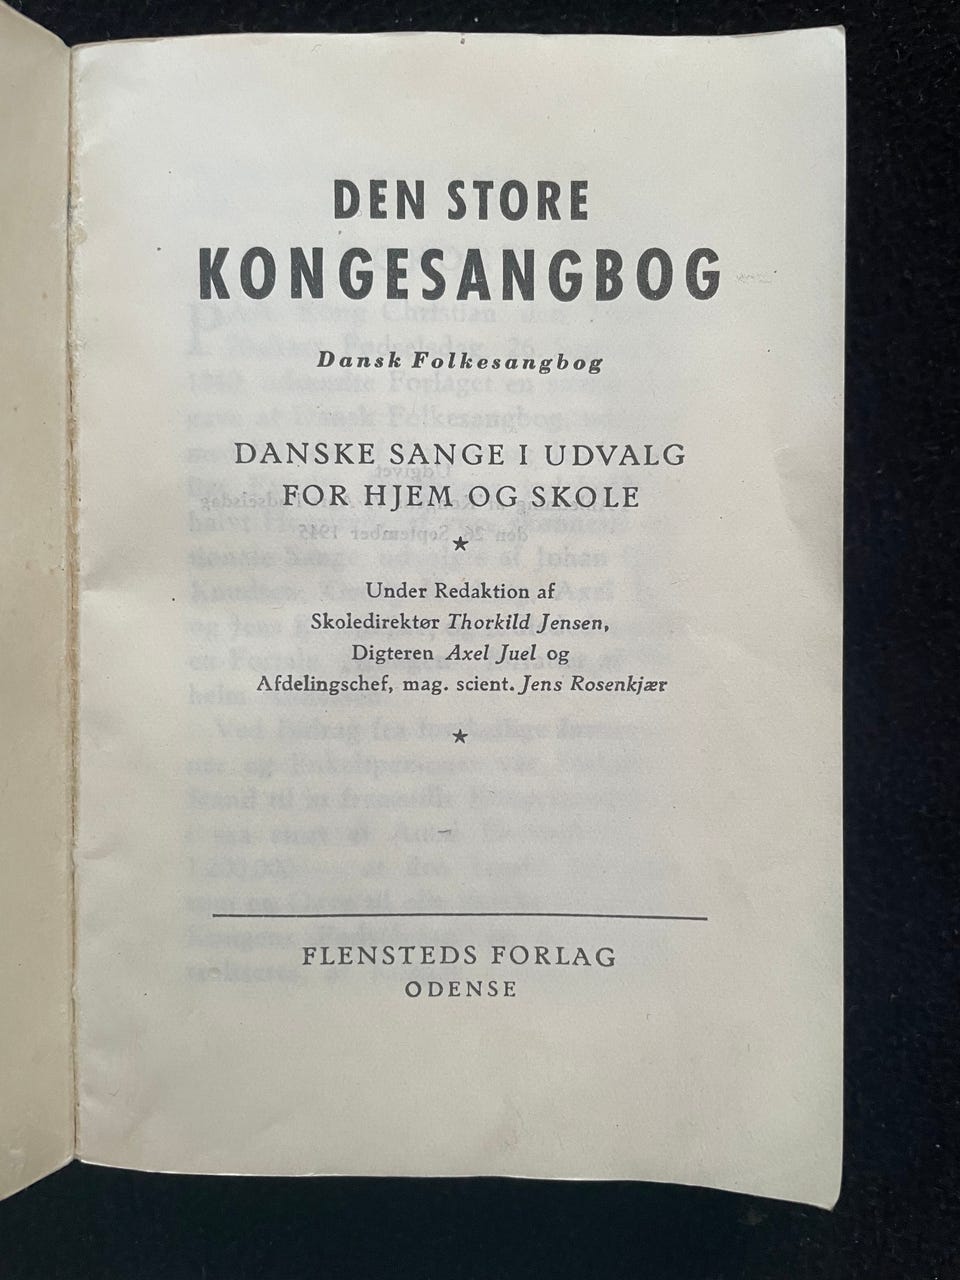 DEN STORE
KONGESANGBOG
Dansk Folkesangbog
DANSKE SANGE I UDVALG
FOR HJEM OG SKOLE
★
Under Redaktion af
Skoledirektør Thorkild Jensen,
Digteren Axel Juel og
Afdelingschef, mag. scient. Jens Rosenkjær
★
FLENSTEDS FORLAG
ODENSE